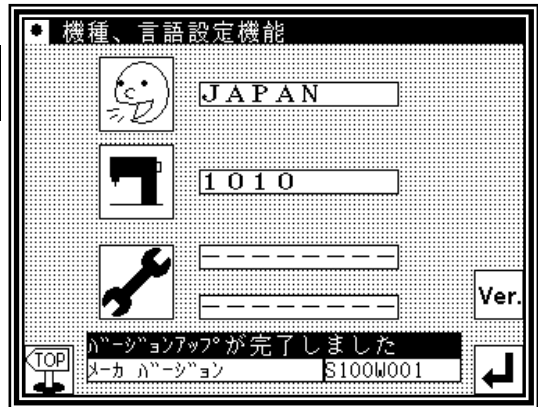 機種、言語設定機能
JAPAN
1010
----------
----------
Ver.
バージョンアップが完了しました
TOP
メーカ バージョン S100W001